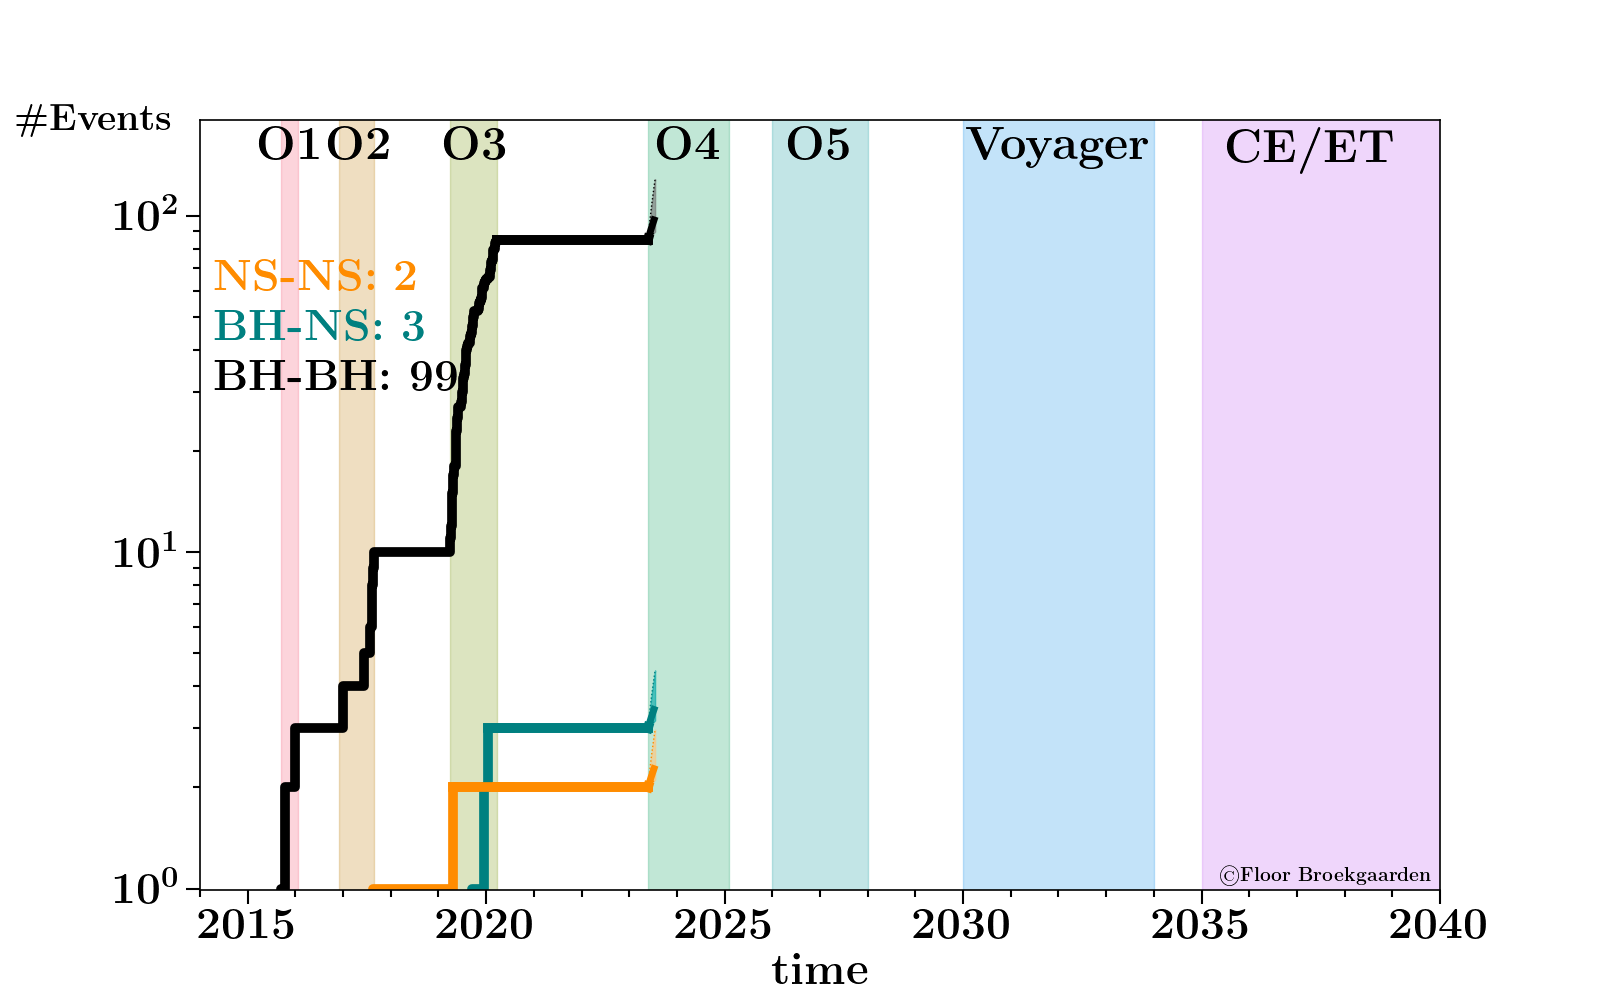 #Events
O1 O2 O3 O4 O5 Voyager CE/ET
10²
NS-NS: 2
BH-NS: 3
BH-BH: 99
10¹
10⁰
©Floor Broekgaarden
2015 2020 2025 2030 2035 2040
time